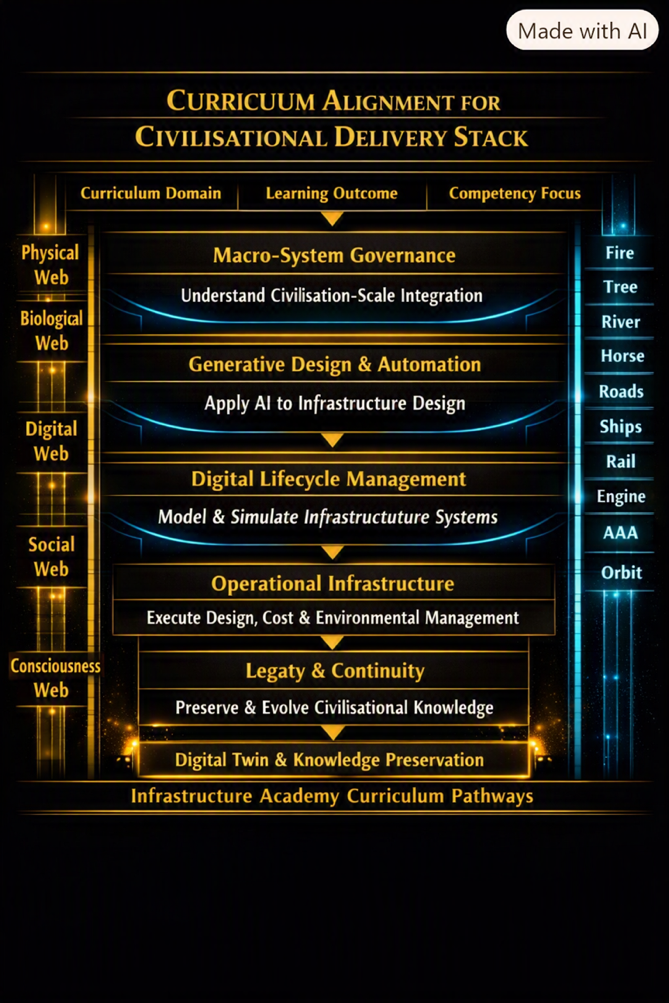 Made with AI
CURRICUUM ALIGNMENT FOR
CIVILISATIONAL DELIVERY STACK
Curriculum Domain
Learning Outcome
Competency Focus
Physical
Web
Biological
Web
Digital
Web
Social
Web
Consciousness
Web
Macro-System Governance
Understand Civilisation-Scale Integration
Generative Design & Automation
Apply AI to Infrastructure Design
Digital Lifecycle Management
Model & Simulate Infrastructuture Systems
Operational Infrastructure
Execute Design, Cost & Environmental Management
Legaty & Continuity
Preserve & Evolve Civilisational Knowledge
Digital Twin & Knowledge Preservation
Fire
Tree
River
Horse
Roads
Ships
Rail
Engine
AAA
Orbit
Infrastructure Academy Curriculum Pathways